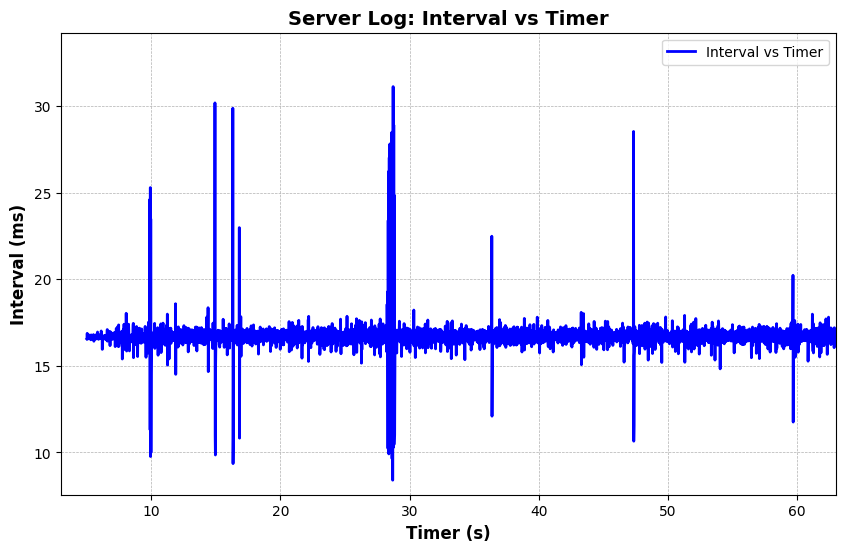 Server Log: Interval vs Timer
Interval vs Timer
30
25
20
15
10
Interval (ms)
10 20 30 40 50 60
Timer (s)